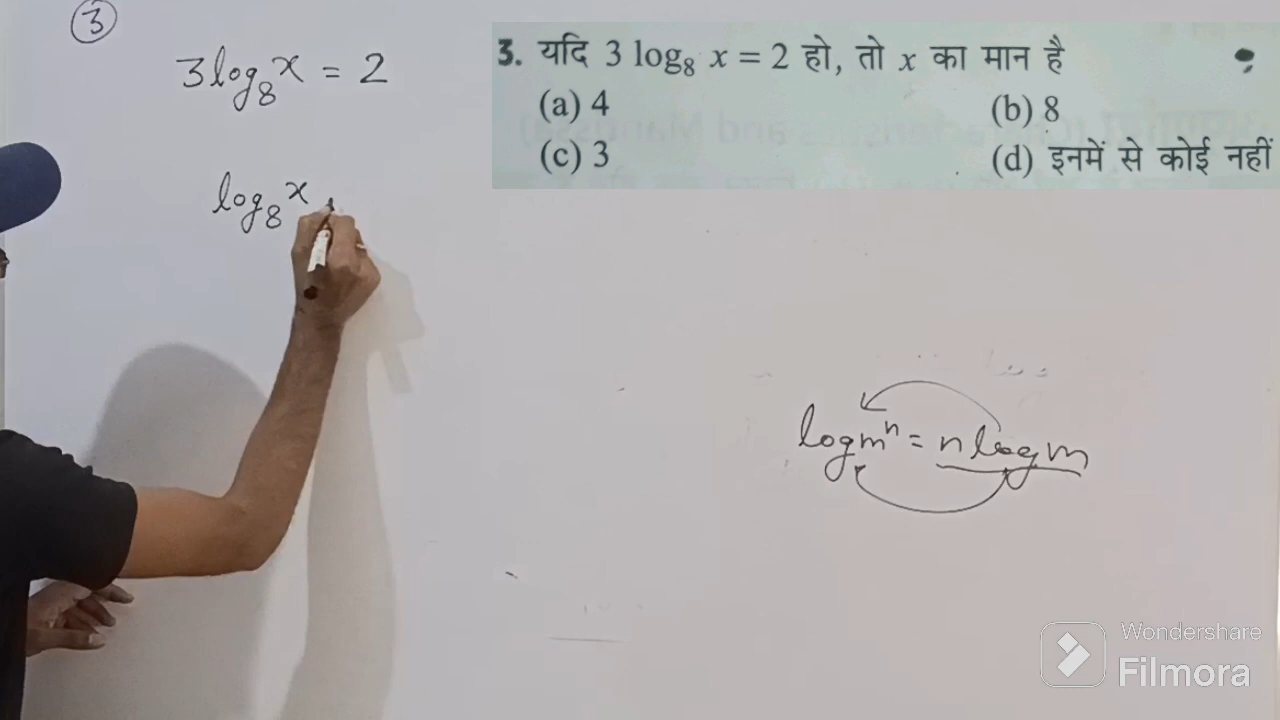 ③
3log₈x = 2
log₈x
3. यदि 3 log₈ x = 2 हो, तो x का मान है
(a) 4 (b) 8
(c) 3 (d) इनमें से कोई नहीं
logmⁿ = nlogm
Wondershare
Filmora